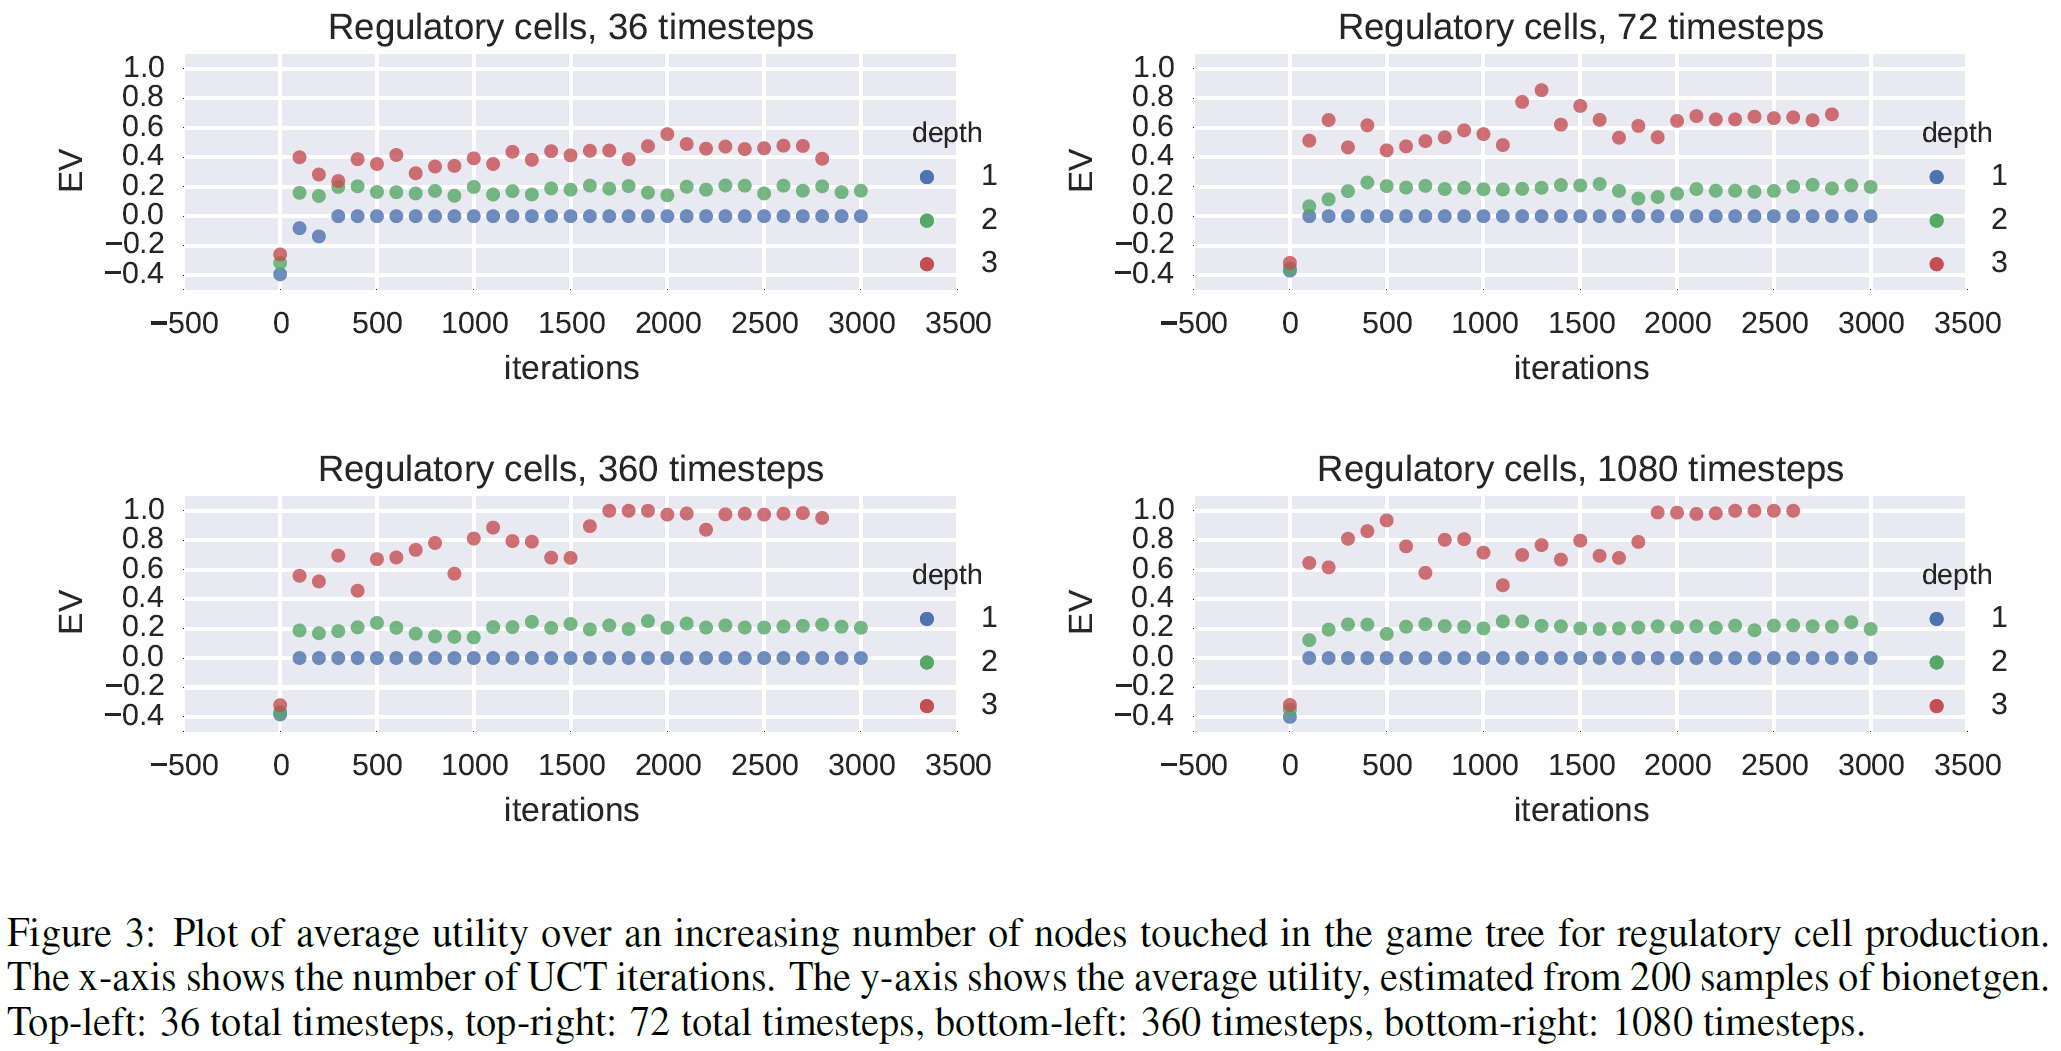 Regulatory cells, 36 timesteps
1.0
0.8
0.6
0.4
0.2
0.0
−0.2
−0.4
EV
−500 0 500 1000 1500 2000 2500 3000 3500
iterations
depth
1
2
3
Regulatory cells, 72 timesteps
1.0
0.8
0.6
0.4
0.2
0.0
−0.2
−0.4
EV
−500 0 500 1000 1500 2000 2500 3000 3500
iterations
depth
1
2
3
Regulatory cells, 360 timesteps
1.0
0.8
0.6
0.4
0.2
0.0
−0.2
−0.4
EV
−500 0 500 1000 1500 2000 2500 3000 3500
iterations
depth
1
2
3
Regulatory cells, 1080 timesteps
1.0
0.8
0.6
0.4
0.2
0.0
−0.2
−0.4
EV
−500 0 500 1000 1500 2000 2500 3000 3500
iterations
depth
1
2
3
Figure 3: Plot of average utility over an increasing number of nodes touched in the game tree for regulatory cell production.
The x-axis shows the number of UCT iterations. The y-axis shows the average utility, estimated from 200 samples of bionetgen.
Top-left: 36 total timesteps, top-right: 72 total timesteps, bottom-left: 360 timesteps, bottom-right: 1080 timesteps.